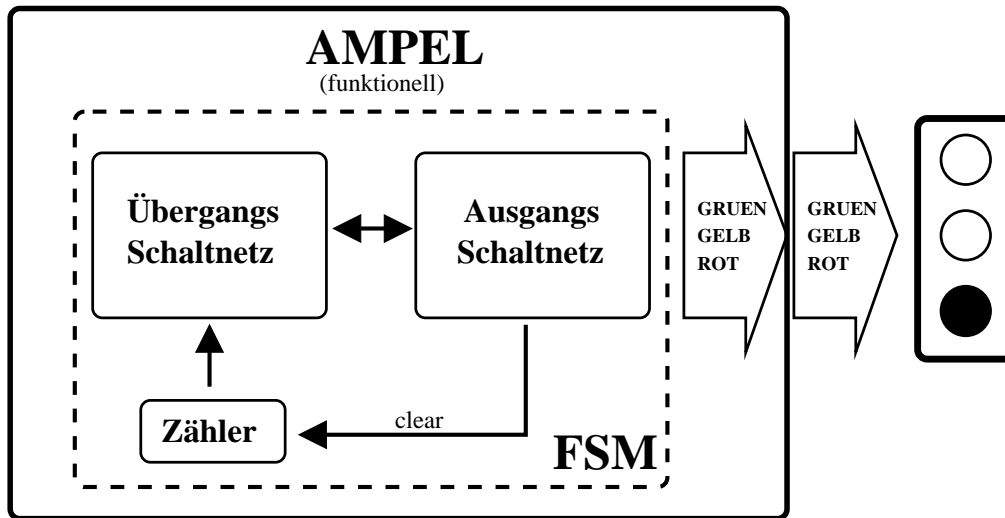 AMPEL
(funktionell)
Übergangs
Schaltnetz
Ausgangs
Schaltnetz
GRUEN
GELB
ROT
GRUEN
GELB
ROT
Zähler
clear
FSM